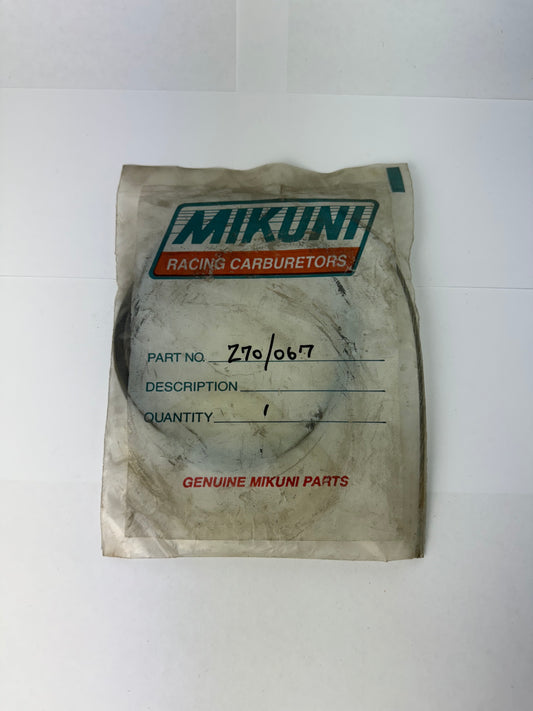 MIKUNI
RACING CARBURETORS
PART NO. 270/067
DESCRIPTION
QUANTITY 1
GENUINE MIKUNI PARTS